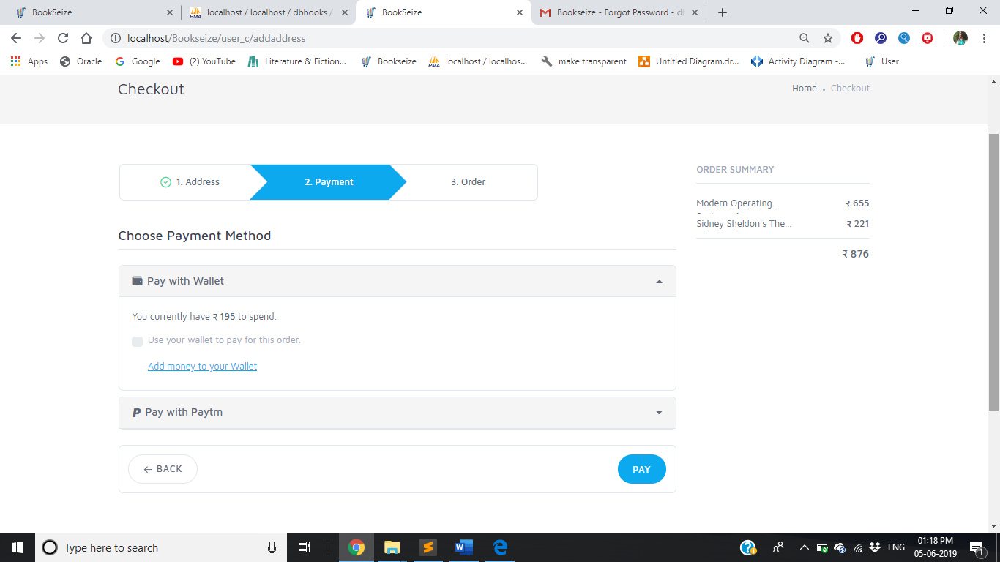 BookSeize
localhost / localhost / dbbooks /
BookSeize
Bookseize - Forgot Password - d
localhost/Bookseize/user_c/addaddress
Apps
Oracle
Google
(2) YouTube
Literature & Fiction...
Bookseize
localhost / localhos...
make transparent
Untitled Diagram.dr...
Activity Diagram -...
User
Checkout
Home • Checkout
1. Address
2. Payment
3. Order
Choose Payment Method
Pay with Wallet
You currently have ₹ 195 to spend.
Use your wallet to pay for this order.
Add money to your Wallet
Pay with Paytm
← BACK
PAY
ORDER SUMMARY
Modern Operating... ₹ 655
Sidney Sheldon's The... ₹ 221
₹ 876
Type here to search
ENG
01:18 PM
05-06-2019
1